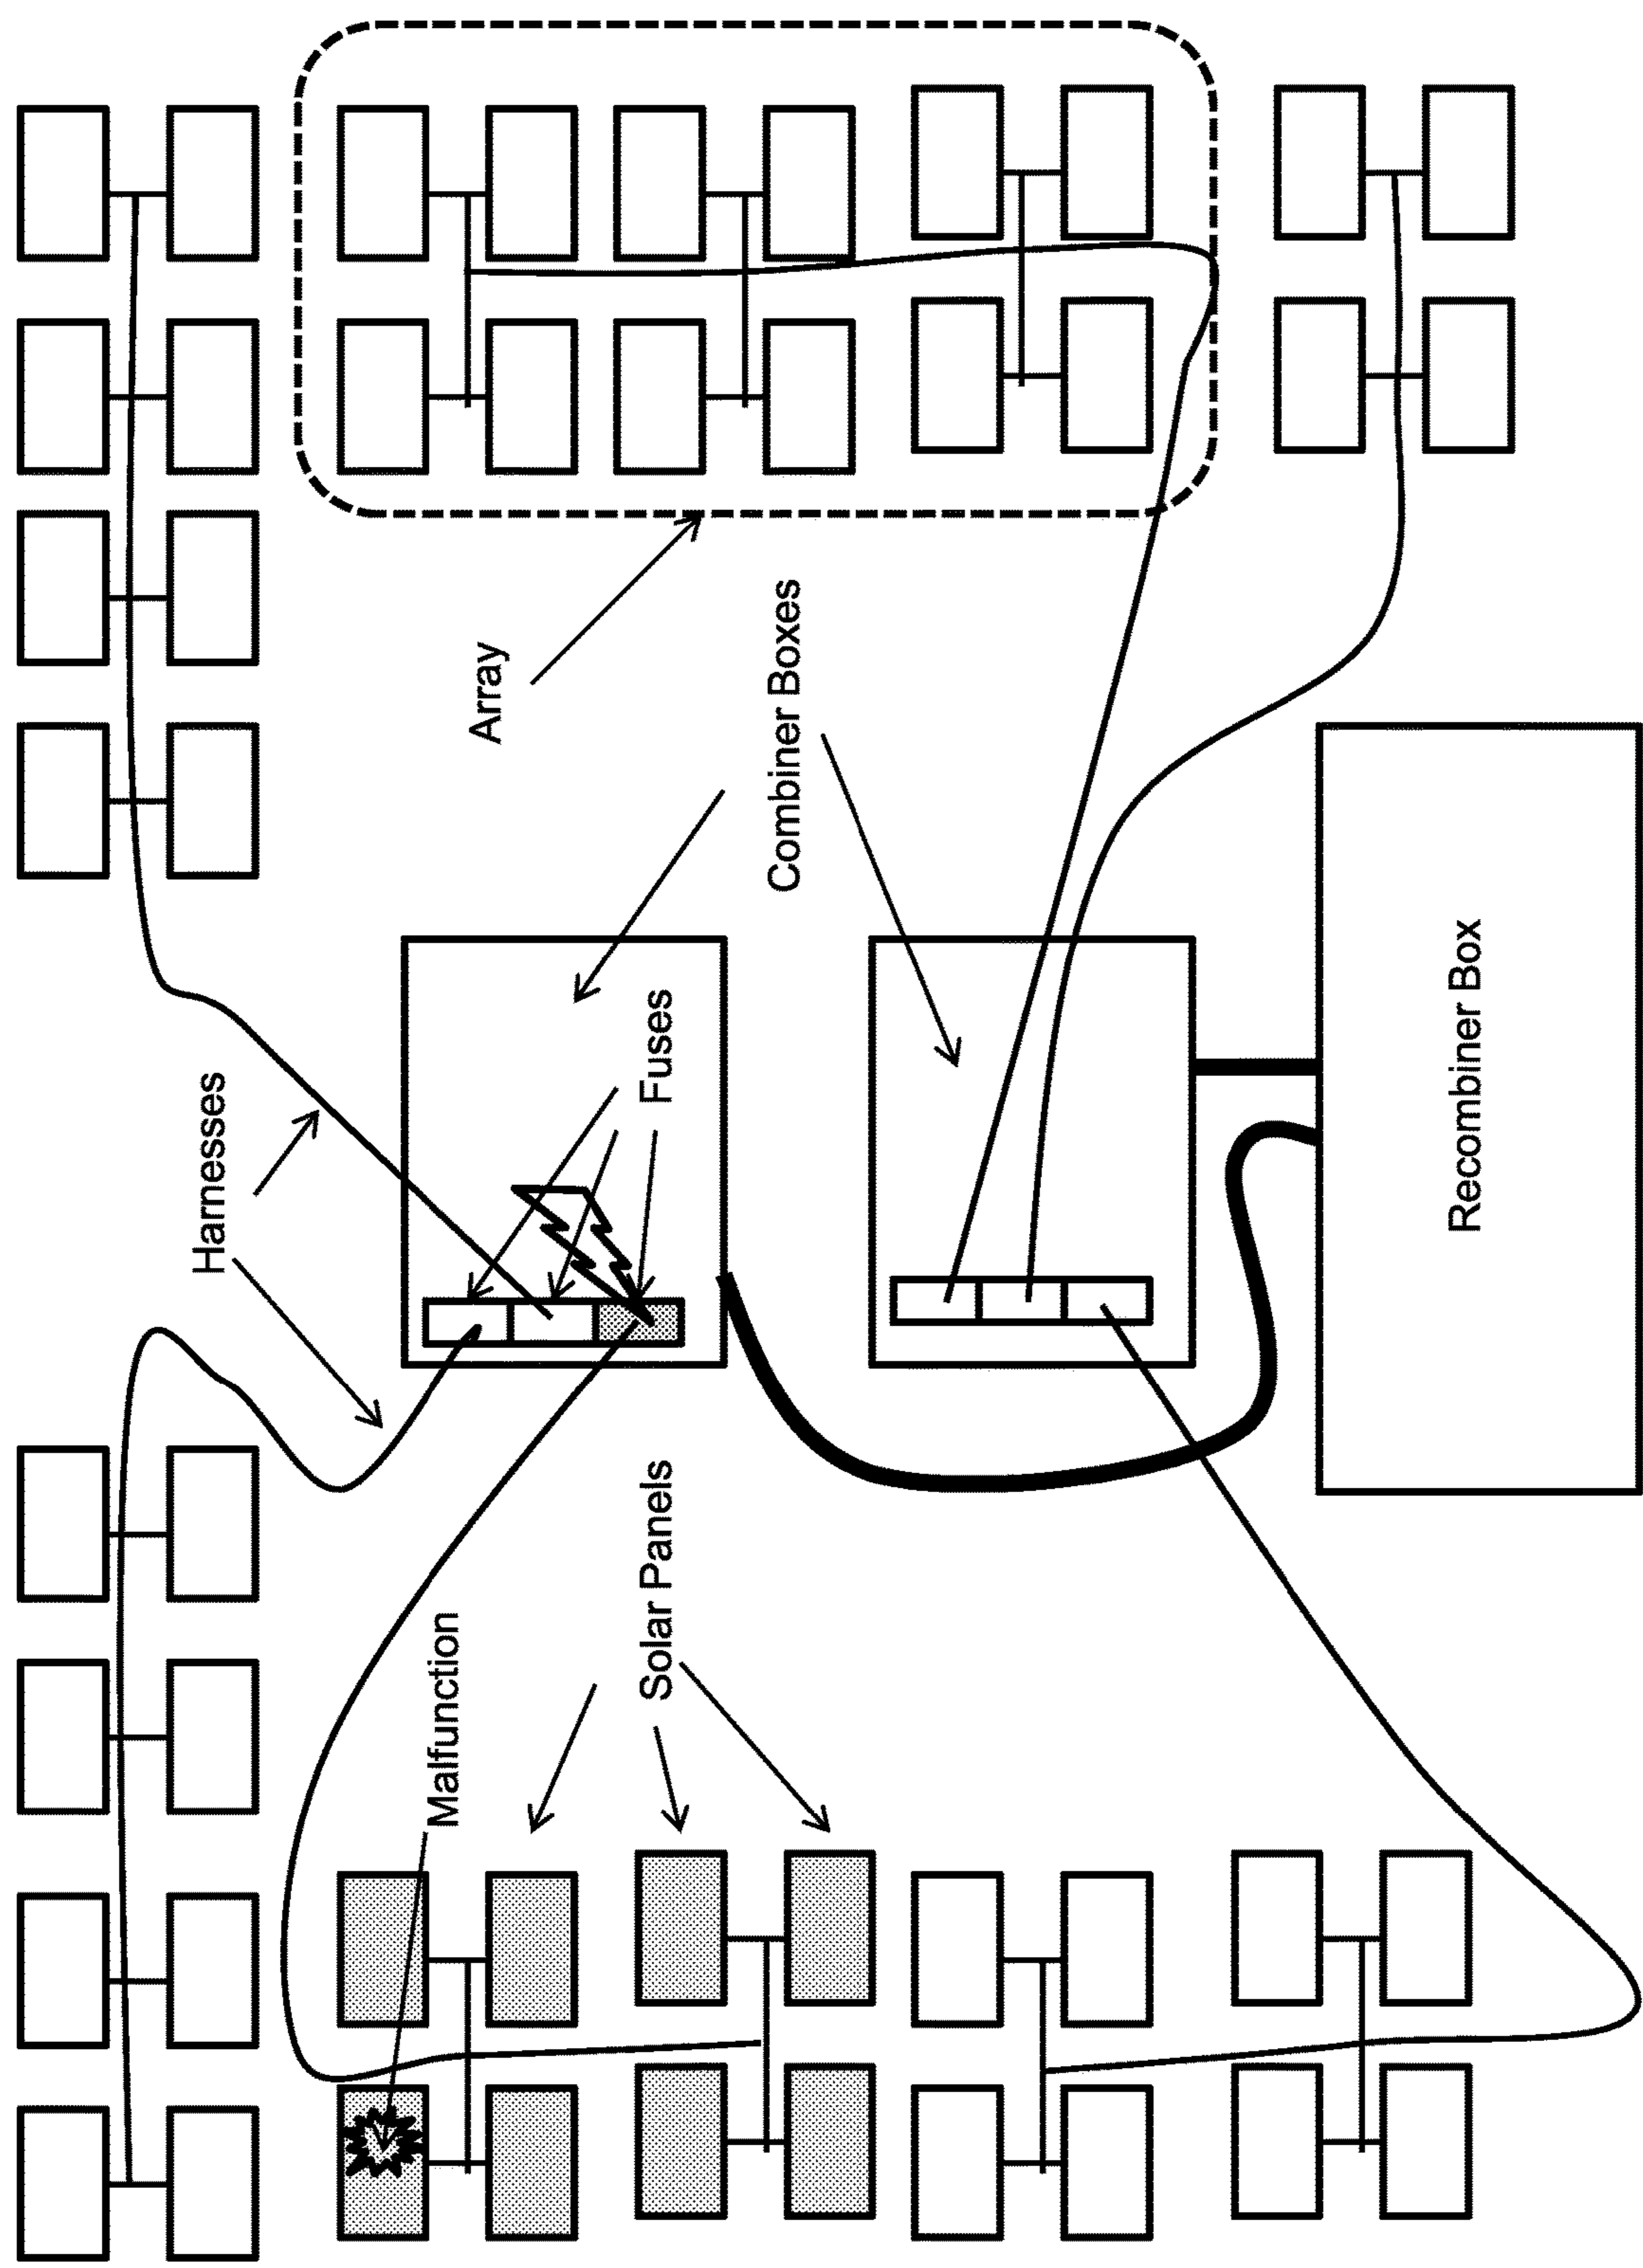 Harnesses
Array
Malfunction
Combiner Boxes
Fuses
Solar Panels
Recombiner Box